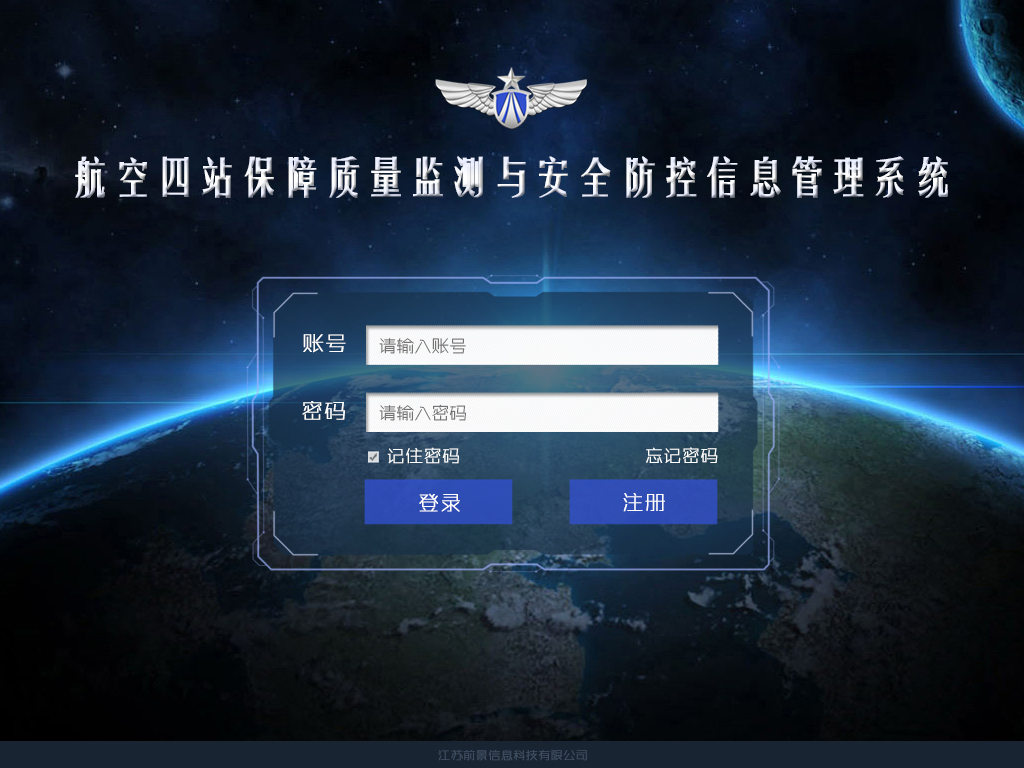 航空四站保障质量监测与安全防控信息管理系统
账号 请输入账号
密码 请输入密码
记住密码 忘记密码
登录 注册
江苏前景信息科技有限公司